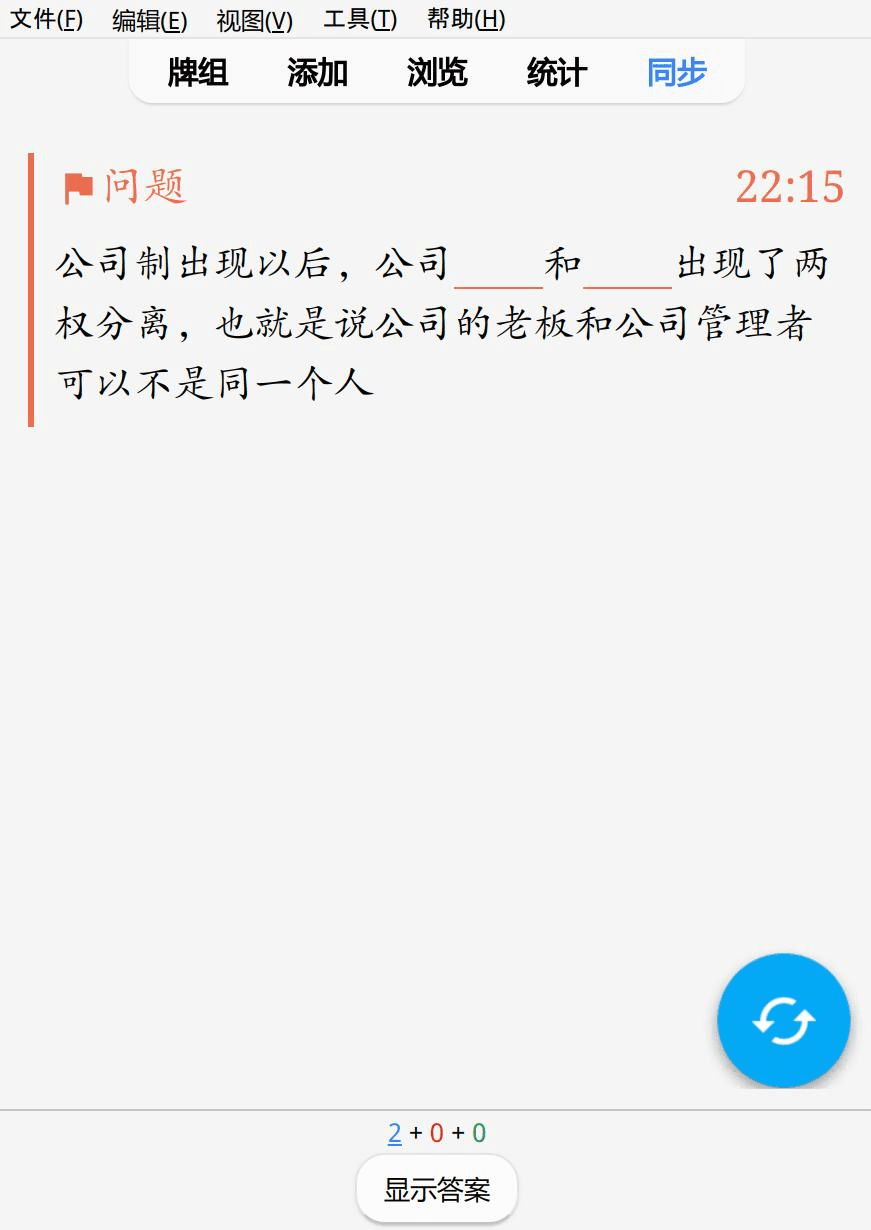 文件(F) 编辑(E) 视图(V) 工具(T) 帮助(H)
牌组 添加 浏览 统计 同步
问题 22:15
公司制出现以后，公司____和____出现了两
权分离，也就是说公司的老板和公司管理者
可以不是同一个人
2 + 0 + 0
显示答案